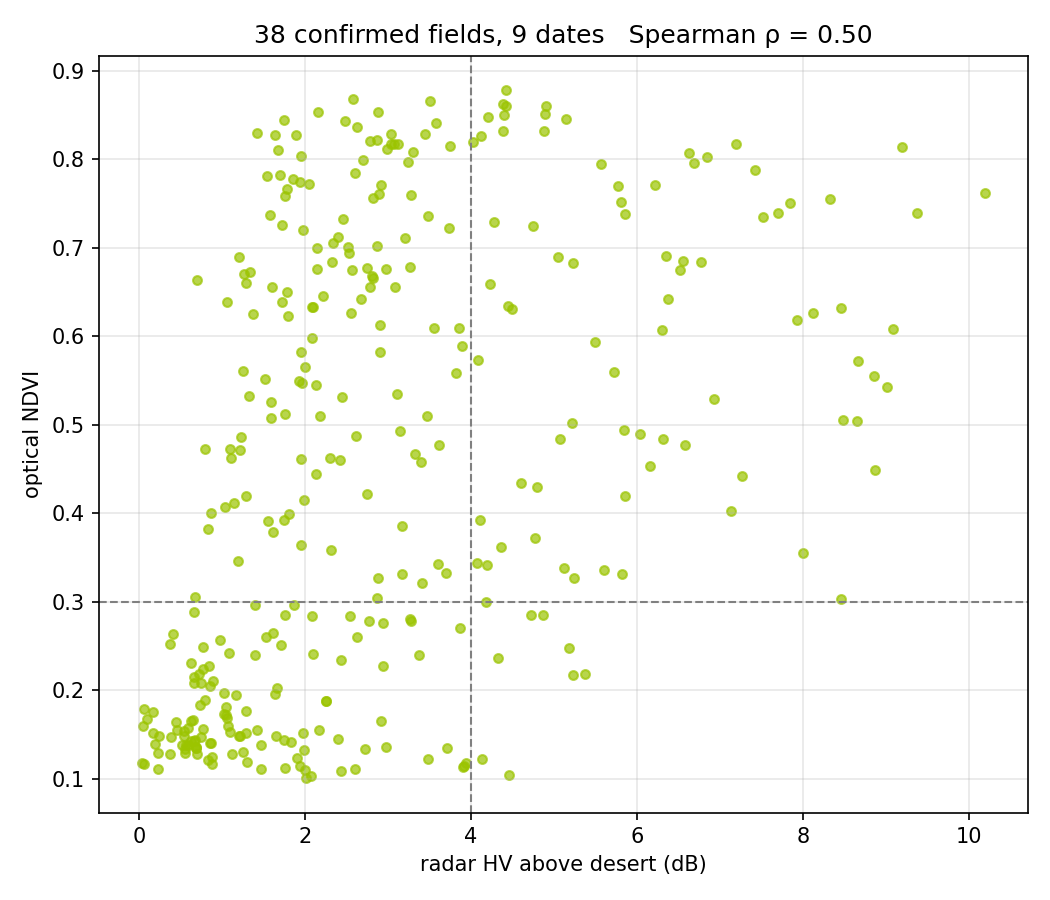 38 confirmed fields, 9 dates   Spearman ρ = 0.50
0.9
0.8
0.7
0.6
0.5
0.4
0.3
0.2
0.1
optical NDVI
0 2 4 6 8 10
radar HV above desert (dB)